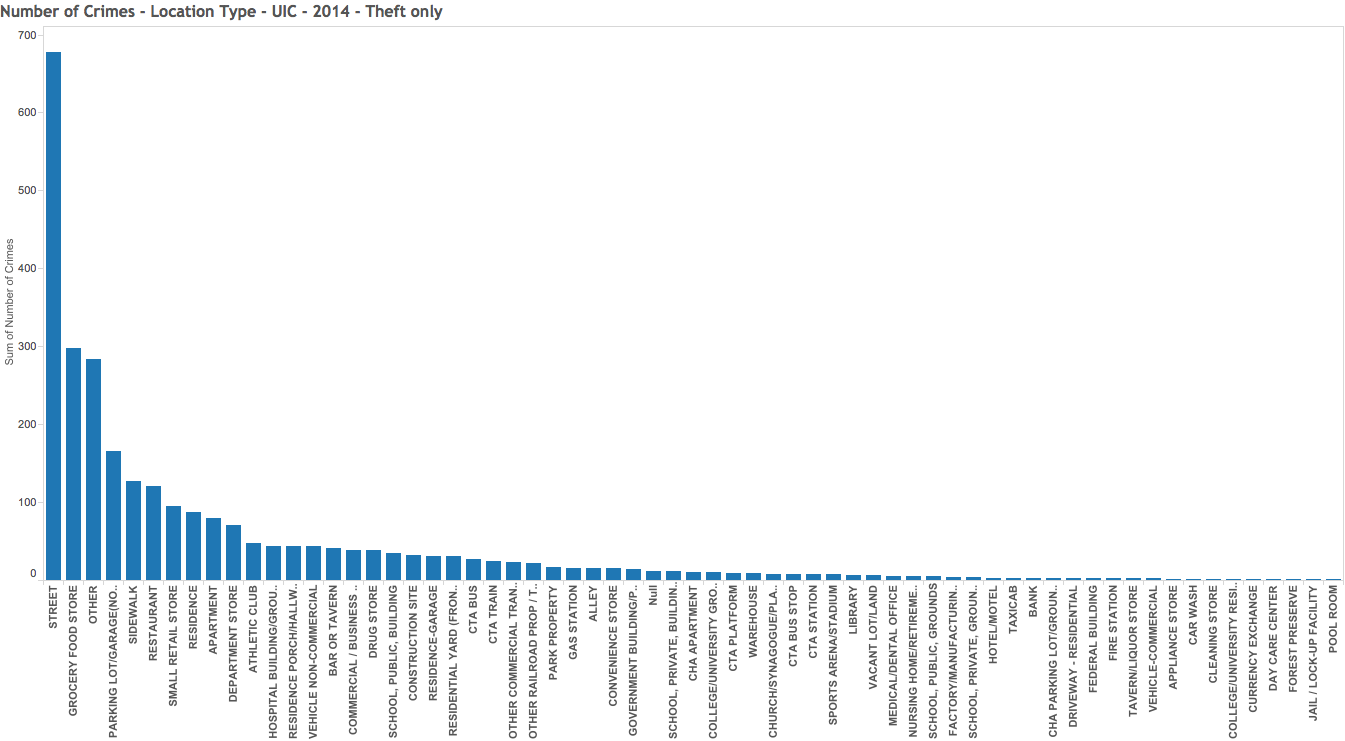 Number of Crimes - Location Type - UIC - 2014 - Theft only
700
600
500
400
300
200
100
0
Sum of Number of Crimes
STREET
GROCERY FOOD STORE
OTHER
PARKING LOT/GARAGE(NO..
SIDEWALK
RESTAURANT
SMALL RETAIL STORE
RESIDENCE
APARTMENT
DEPARTMENT STORE
ATHLETIC CLUB
HOSPITAL BUILDING/GROU..
RESIDENCE PORCH/HALLW..
VEHICLE NON-COMMERCIAL
BAR OR TAVERN
COMMERCIAL / BUSINESS ..
DRUG STORE
SCHOOL, PUBLIC, BUILDING
CONSTRUCTION SITE
RESIDENCE-GARAGE
RESIDENTIAL YARD (FRON..
CTA BUS
CTA TRAIN
OTHER COMMERCIAL TRAN..
OTHER RAILROAD PROP / T..
PARK PROPERTY
GAS STATION
ALLEY
CONVENIENCE STORE
GOVERNMENT BUILDING/P..
Null
SCHOOL, PRIVATE, BUILDIN..
CHA APARTMENT
COLLEGE/UNIVERSITY GRO..
CTA PLATFORM
WAREHOUSE
CHURCH/SYNAGOGUE/PLA..
CTA BUS STOP
CTA STATION
SPORTS ARENA/STADIUM
LIBRARY
VACANT LOT/LAND
MEDICAL/DENTAL OFFICE
NURSING HOME/RETIREME..
SCHOOL, PUBLIC, GROUNDS
FACTORY/MANUFACTURIN..
SCHOOL, PRIVATE, GROUN..
HOTEL/MOTEL
TAXICAB
BANK
CHA PARKING LOT/GROUN..
DRIVEWAY - RESIDENTIAL
FEDERAL BUILDING
FIRE STATION
TAVERN/LIQUOR STORE
VEHICLE-COMMERCIAL
APPLIANCE STORE
CAR WASH
CLEANING STORE
COLLEGE/UNIVERSITY RESI..
CURRENCY EXCHANGE
DAY CARE CENTER
FOREST PRESERVE
JAIL / LOCK-UP FACILITY
POOL ROOM